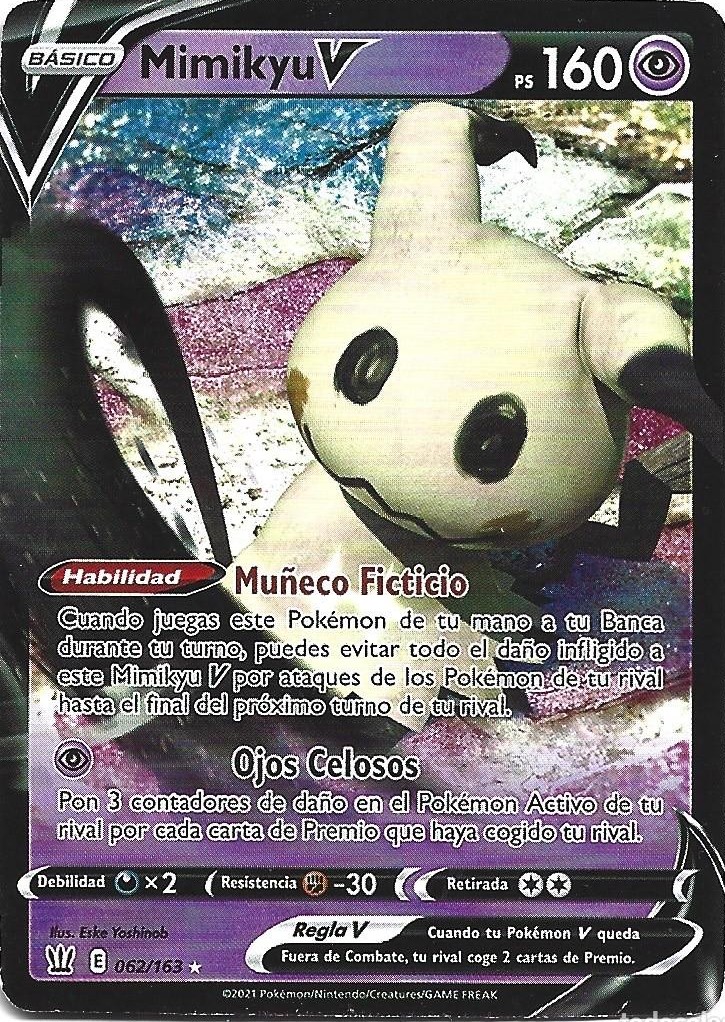 BÁSICO Mimikyu V PS 160
Habilidad Muñeco Ficticio
Cuando juegas este Pokémon de tu mano a tu Banca
durante tu turno, puedes evitar todo el daño infligido a
este Mimikyu V por ataques de los Pokémon de tu rival
hasta el final del próximo turno de tu rival.
Ojos Celosos
Pon 3 contadores de daño en el Pokémon Activo de tu
rival por cada carta de Premio que haya cogido tu rival.
Debilidad ×2 Resistencia -30 Retirada
Ilus. Eske Yoshinob
Regla V Cuando tu Pokémon V queda
Fuera de Combate, tu rival coge 2 cartas de Premio.
E 062/163 ★
©2021 Pokémon/Nintendo/Creatures/GAME FREAK